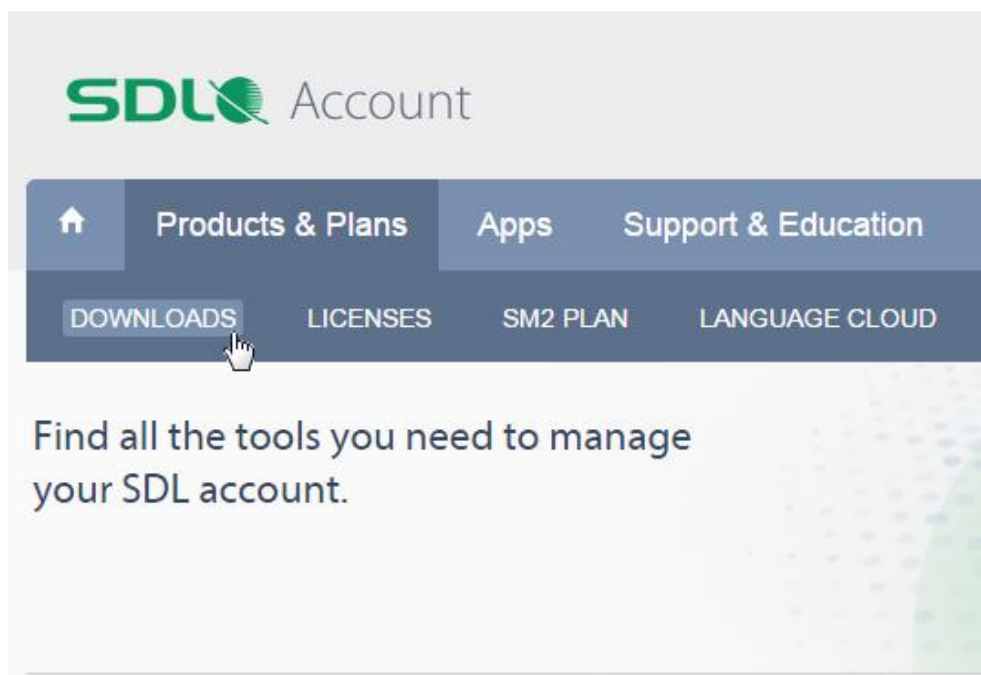 SDL Account
Products & Plans Apps Support & Education
DOWNLOADS LICENSES SM2 PLAN LANGUAGE CLOUD
Find all the tools you need to manage
your SDL account.